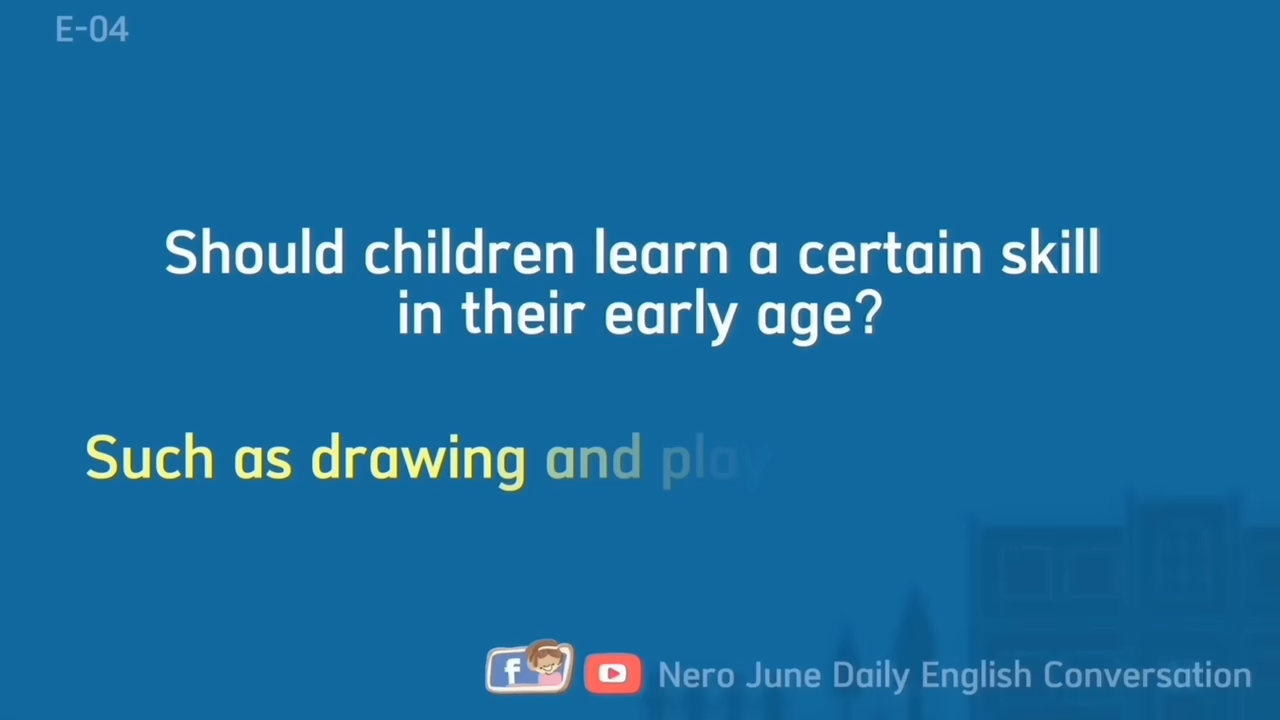 E-04
Should children learn a certain skill
in their early age?
Such as drawing and play
Nero June Daily English Conversation